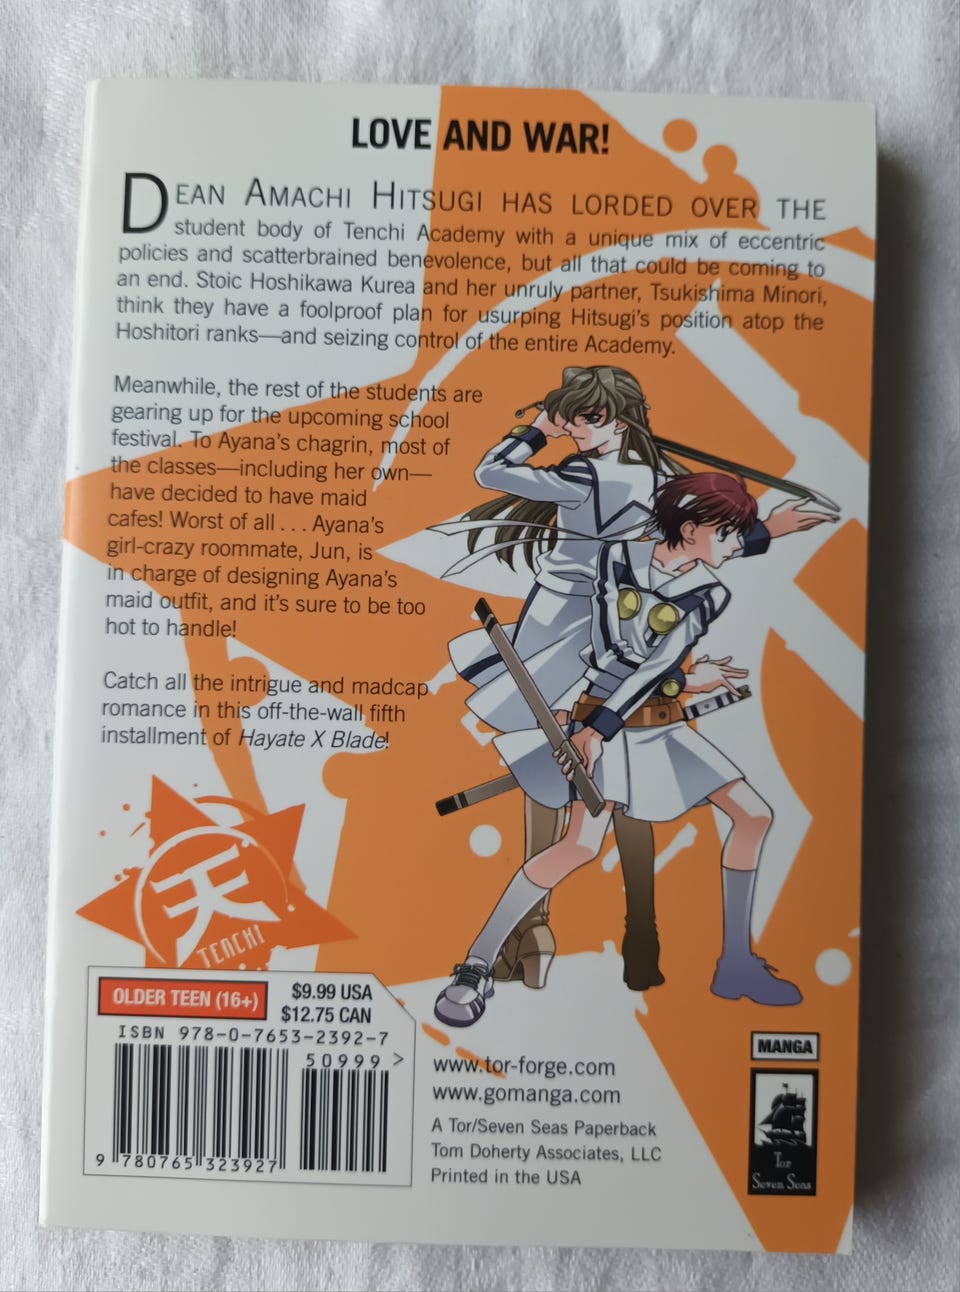 LOVE AND WAR!
DEAN AMACHI HITSUGI HAS LORDED OVER THE
student body of Tenchi Academy with a unique mix of eccentric
policies and scatterbrained benevolence, but all that could be coming to
an end. Stoic Hoshikawa Kurea and her unruly partner, Tsukishima Minori,
think they have a foolproof plan for usurping Hitsugi's position atop the
Hoshitori ranks—and seizing control of the entire Academy.
Meanwhile, the rest of the students are
gearing up for the upcoming school
festival. To Ayana's chagrin, most of
the classes—including her own—
have decided to have maid
cafes! Worst of all . . . Ayana's
girl-crazy roommate, Jun, is
in charge of designing Ayana's
maid outfit, and it's sure to be too
hot to handle!
Catch all the intrigue and madcap
romance in this off-the-wall fifth
installment of Hayate X Blade!
天
TENCHI
OLDER TEEN (16+)
$9.99 USA
$12.75 CAN
ISBN 978-0-7653-2392-7
50999>
9 780765 323927
www.tor-forge.com
www.gomanga.com
A Tor/Seven Seas Paperback
Tom Doherty Associates, LLC
Printed in the USA
MANGA
Tor
Seven Seas